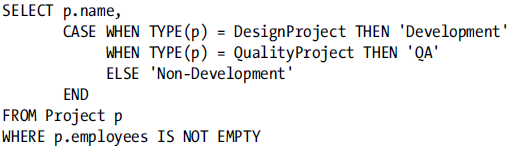 SELECT p.name,
       CASE WHEN TYPE(p) = DesignProject THEN 'Development'
            WHEN TYPE(p) = QualityProject THEN 'QA'
            ELSE 'Non-Development'
       END
FROM Project p
WHERE p.employees IS NOT EMPTY